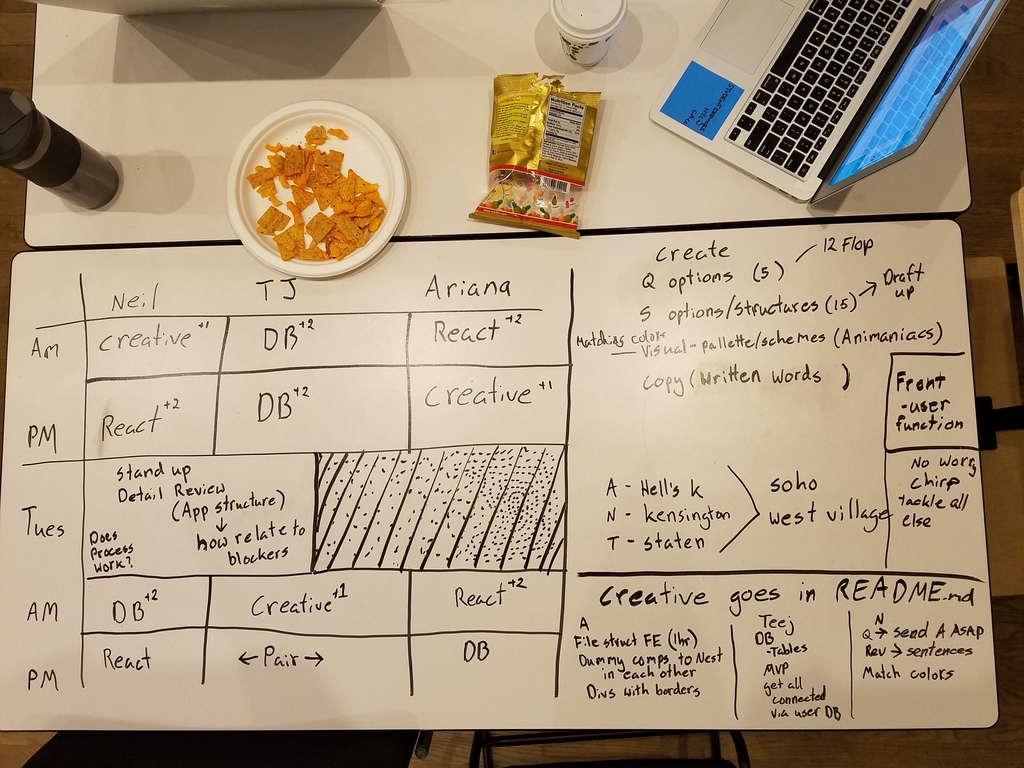 Nutrition Facts
Neil TJ Ariana
AM creative +1 DB +2 React +2
PM React +2 DB +2 Creative +1
Tues
Stand up
Detail Review
(App structure)
↓
how relate to
blockers
Does
Process
work?
AM DB +2 Creative +1 React +2
PM React ← Pair → DB
Create
Q options (5) / 12 Flop
S options/structures (15) → Draft
up
Matching colors
— Visual - pallette/schemes (Animaniacs)
Copy (Written words )
Front
-user
function
No worry
Chirp
tackle all
else
A - Hell's k
N - kensington
T - staten
soho
west village
Creative goes in README.md
A
File struct FE (1hr)
Dummy comps to Nest
in each other
Divs with borders
Teej
DB
-Tables
MVP
get all
connected
via user DB
N
Q → send A ASAP
Rev → sentences
Match colors